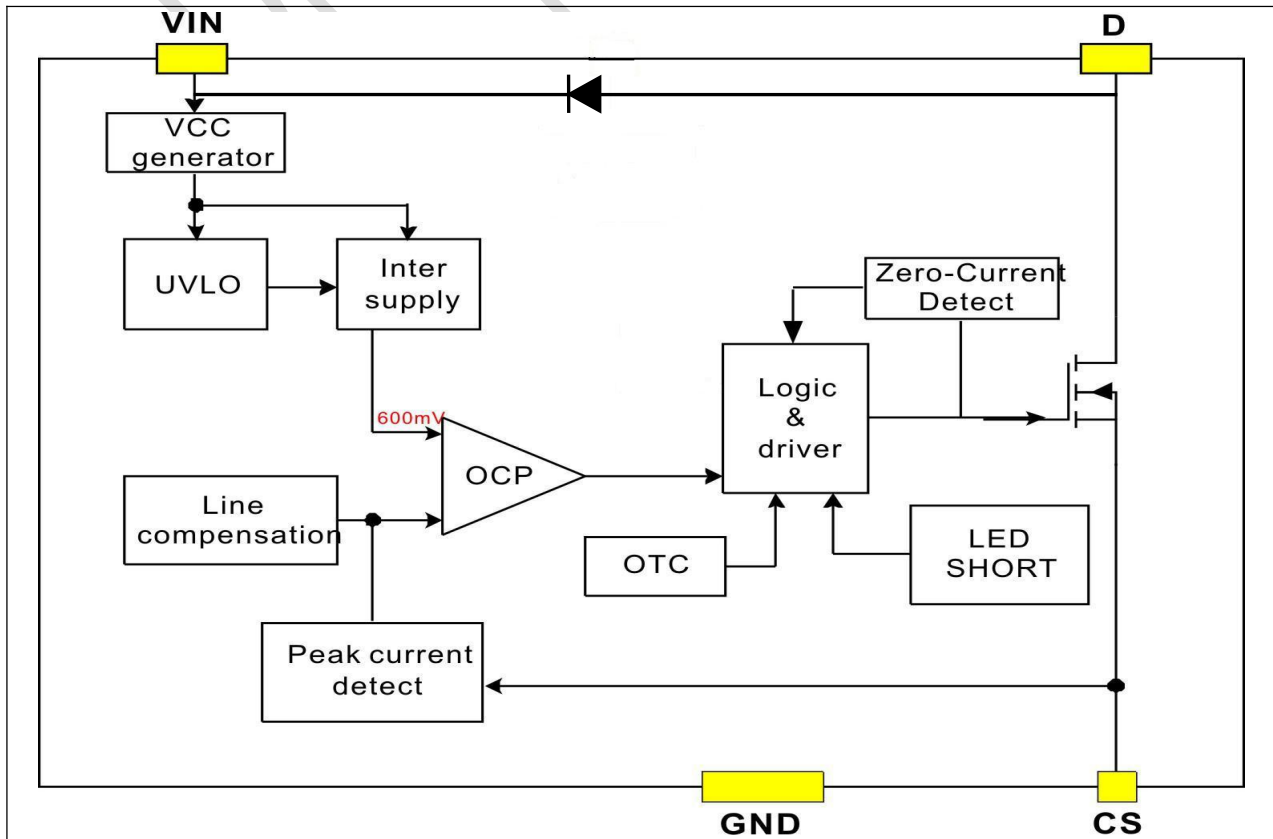 VIN
D
VCC
generator
UVLO
Inter
supply
Zero-Current
Detect
Logic
&
driver
600mV
OCP
Line
compensation
OTC
LED
SHORT
Peak current
detect
GND
CS